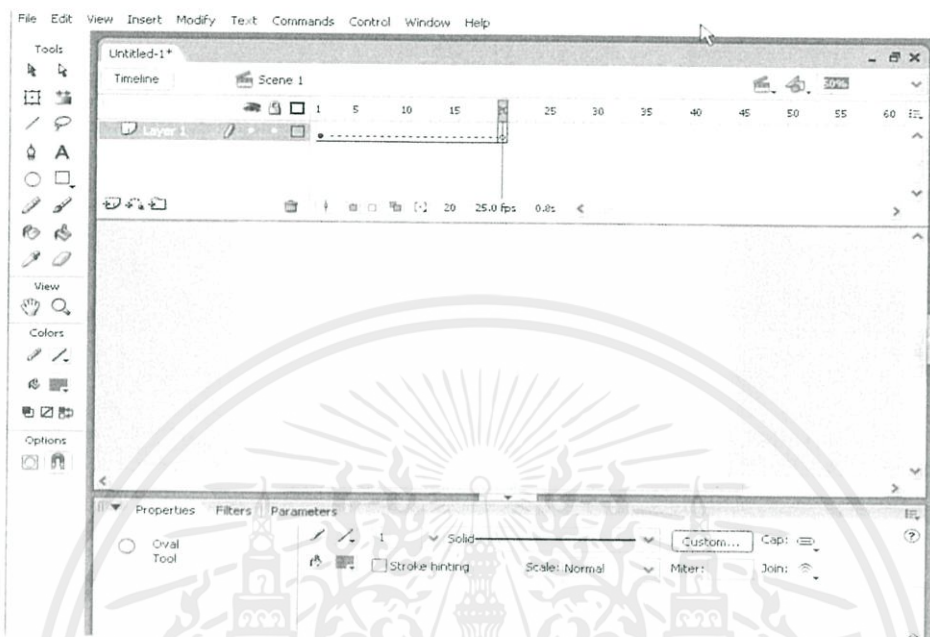 File Edit View Insert Modify Text Commands Control Window Help
Tools
Untitled-1*
Timeline
Scene 1
50%
1 5 10 15 20 25 30 35 40 45 50 55 60
Layer 1
20 25.0 fps 0.8s
View
Colors
Options
Properties Filters Parameters
Oval
Tool
1
Solid
Custom...
Cap:
Stroke hinting
Scale: Normal
Miter:
Join: